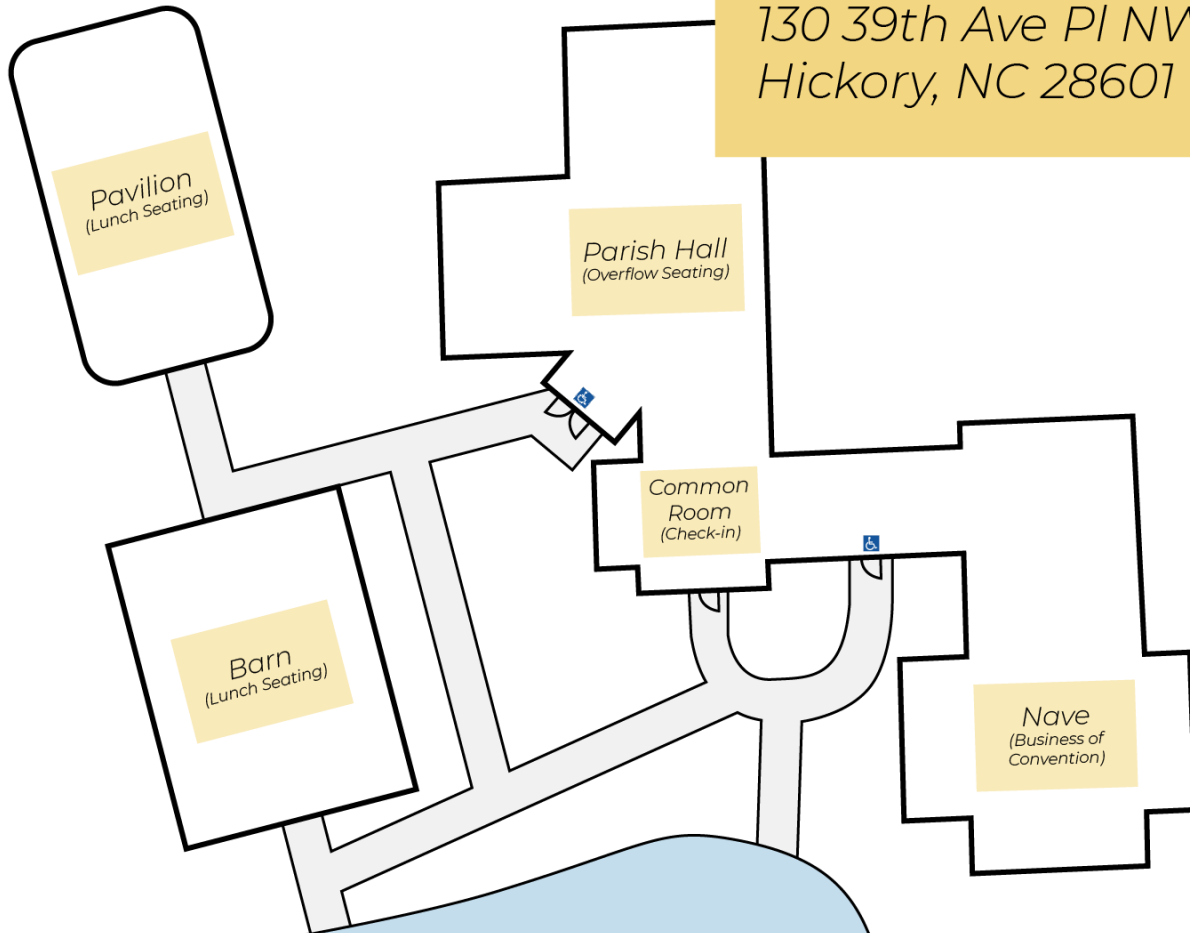 130 39th Ave Pl NW
Hickory, NC 28601
Pavilion
(Lunch Seating)
Parish Hall
(Overflow Seating)
Common
Room
(Check-in)
Barn
(Lunch Seating)
Nave
(Business of
Convention)